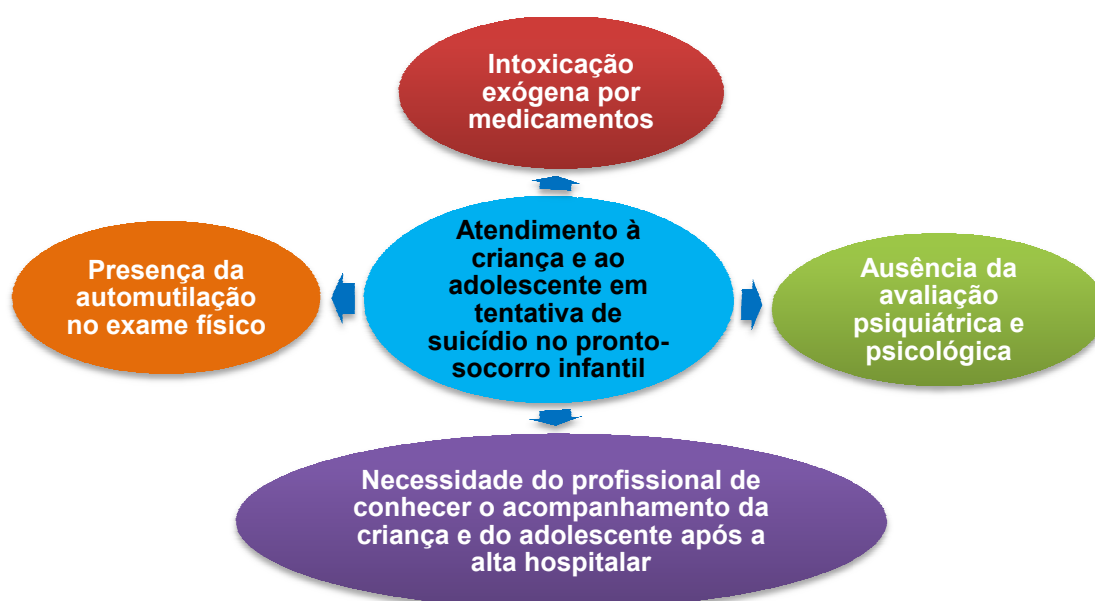 Intoxicação
exógena por
medicamentos
Atendimento à
criança e ao
adolescente em
tentativa de
suicídio no pronto-
socorro infantil
Presença da
automutilação
no exame físico
Ausência da
avaliação
psiquiátrica e
psicológica
Necessidade do profissional de
conhecer o acompanhamento da
criança e do adolescente após a
alta hospitalar